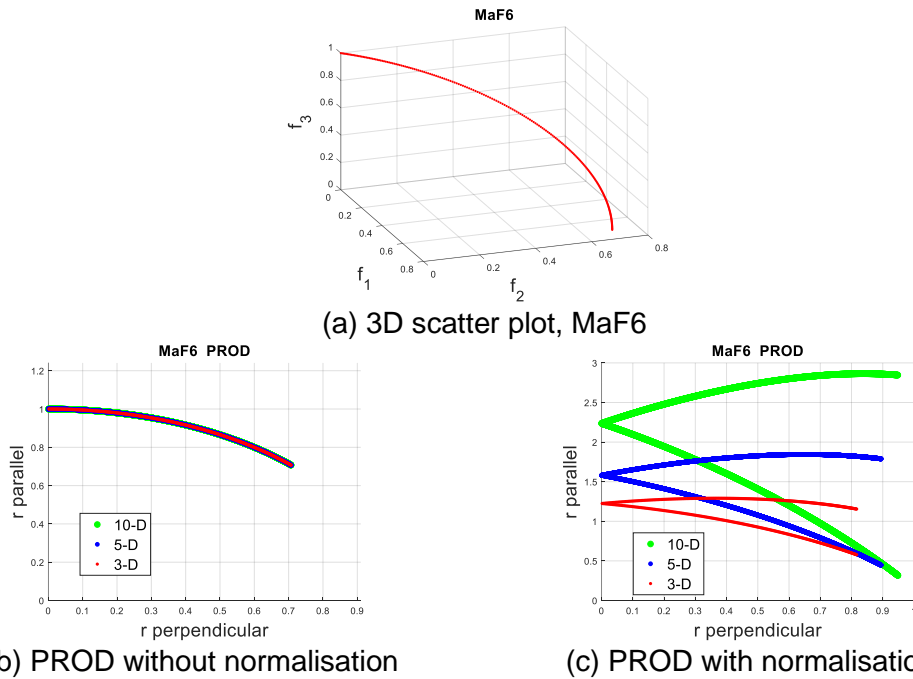 MaF6
1
0.8
0.6
0.4
0.2
0
f3
0
0.2
0.4
0.6
0.8
f1
0
0.2
0.4
0.6
0.8
f2
(a) 3D scatter plot, MaF6
MaF6 PROD
1.2
1
0.8
0.6
0.4
0.2
0
r parallel
10-D
5-D
3-D
0 0.1 0.2 0.3 0.4 0.5 0.6 0.7 0.8 0.9
r perpendicular
b) PROD without normalisation
MaF6 PROD
3
2.5
2
1.5
1
0.5
0
r parallel
10-D
5-D
3-D
0 0.1 0.2 0.3 0.4 0.5 0.6 0.7 0.8 0.9
r perpendicular
(c) PROD with normalisatio